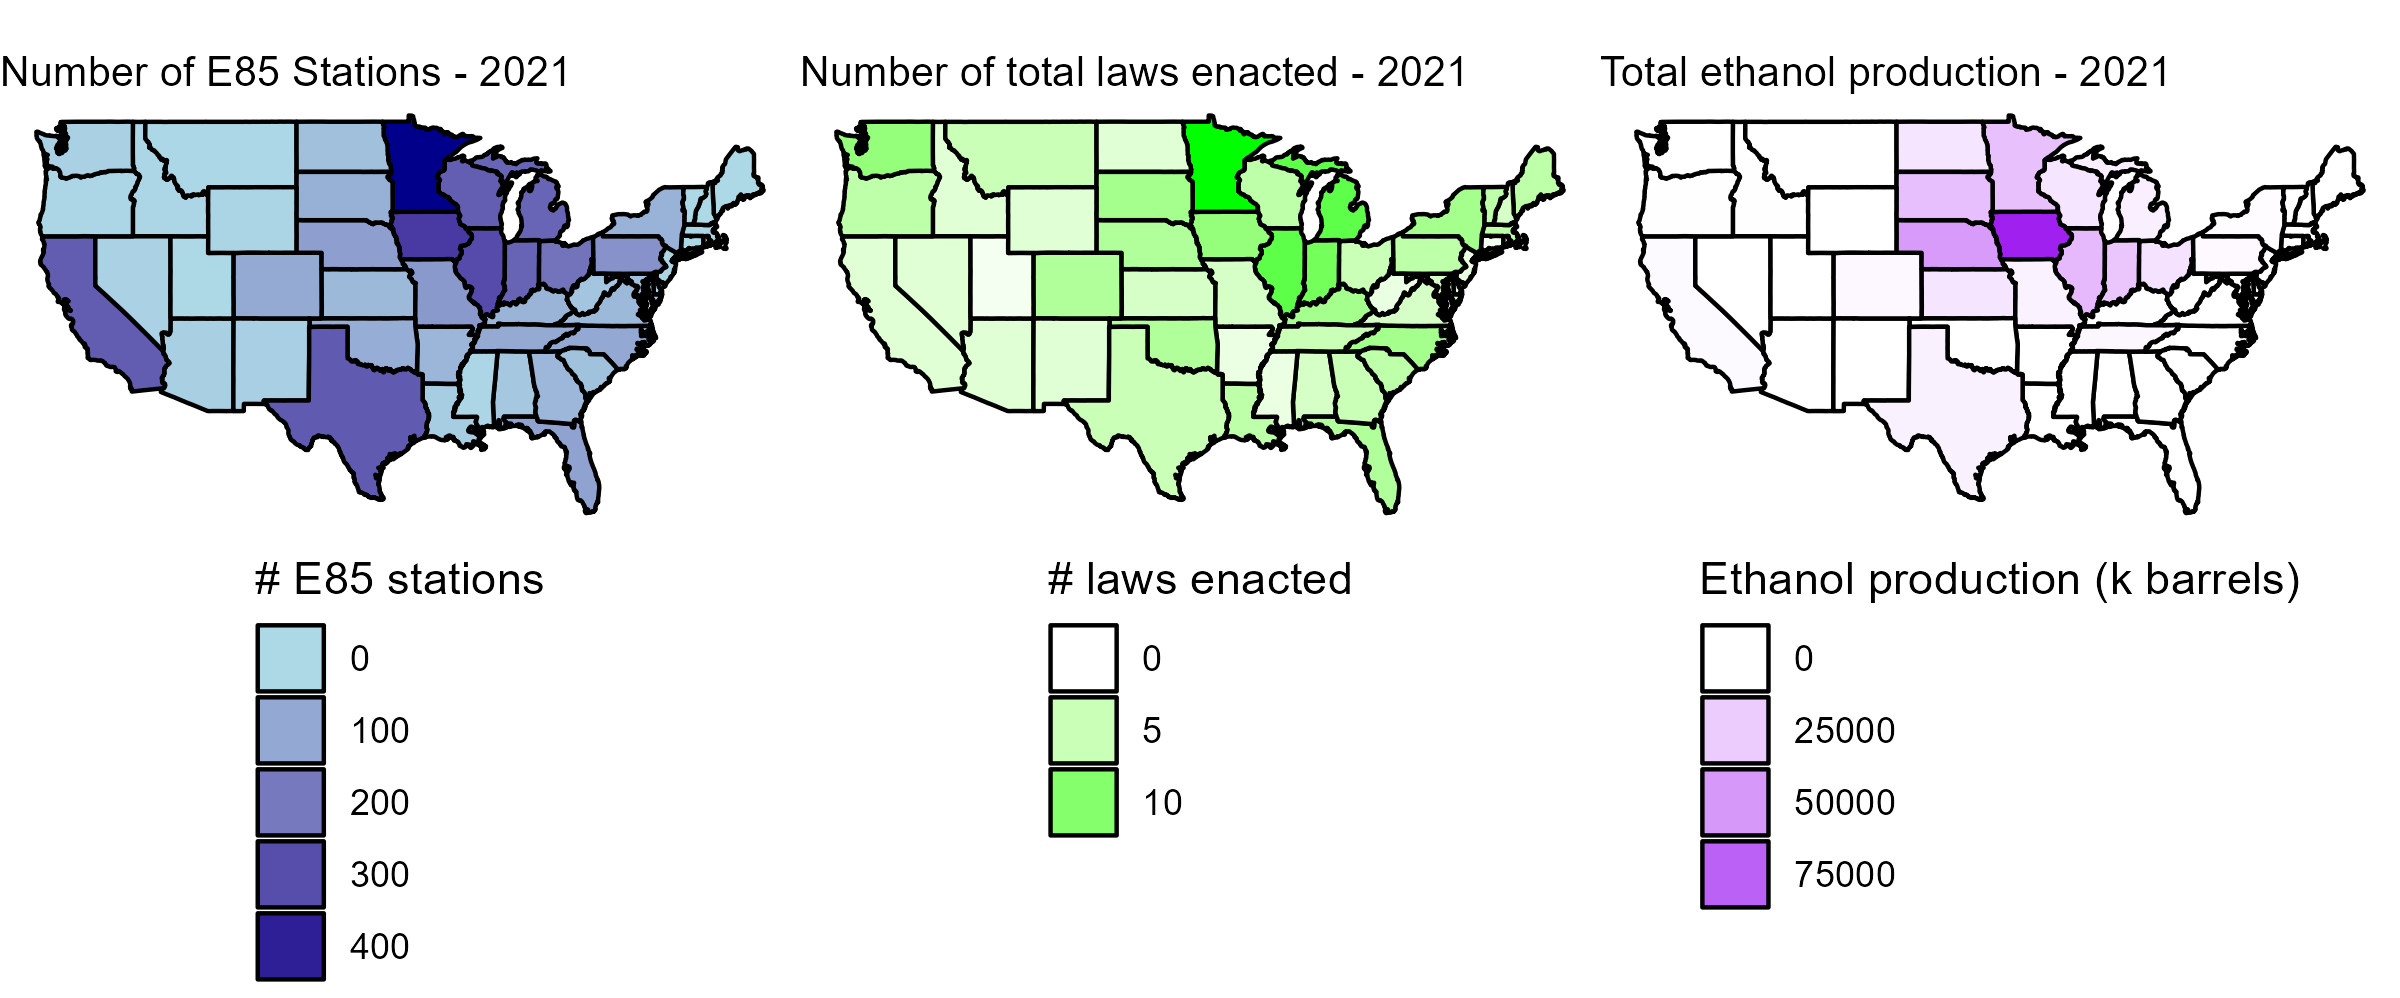 Number of E85 Stations - 2021
Number of total laws enacted - 2021
Total ethanol production - 2021
# E85 stations
0
100
200
300
400
# laws enacted
0
5
10
Ethanol production (k barrels)
0
25000
50000
75000